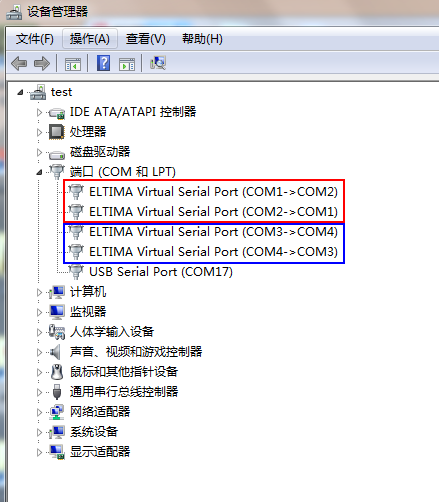 设备管理器
文件(F) 操作(A) 查看(V) 帮助(H)
test
IDE ATA/ATAPI 控制器
处理器
磁盘驱动器
端口 (COM 和 LPT)
ELTIMA Virtual Serial Port (COM1->COM2)
ELTIMA Virtual Serial Port (COM2->COM1)
ELTIMA Virtual Serial Port (COM3->COM4)
ELTIMA Virtual Serial Port (COM4->COM3)
USB Serial Port (COM17)
计算机
监视器
人体学输入设备
声音、视频和游戏控制器
鼠标和其他指针设备
通用串行总线控制器
网络适配器
系统设备
显示适配器